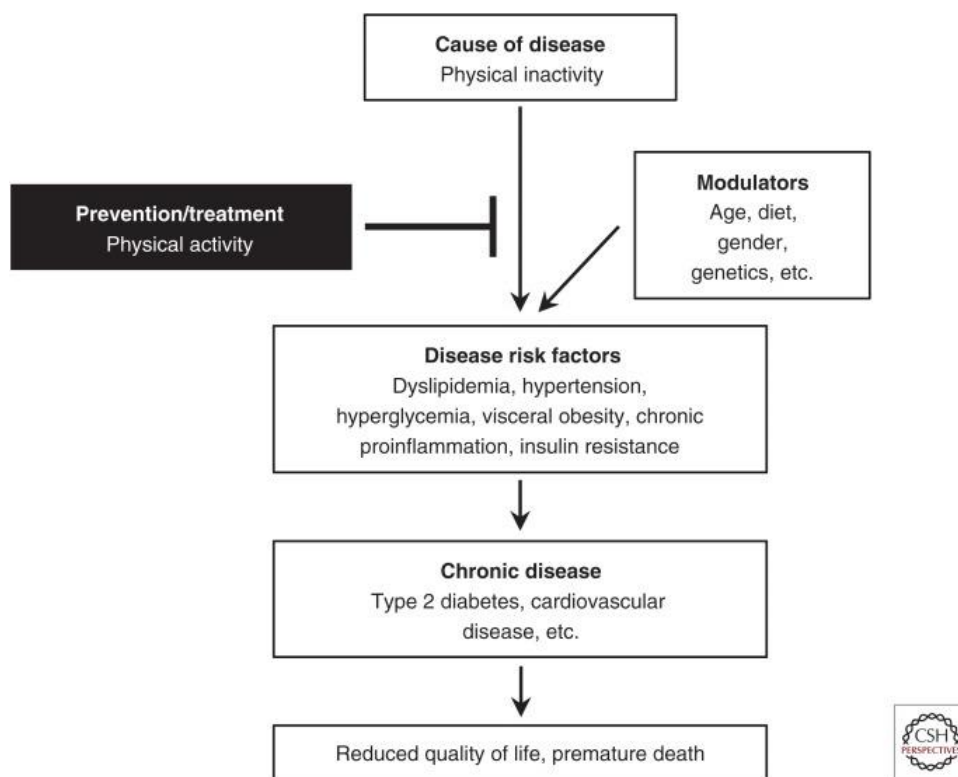 Cause of disease
Physical inactivity
Modulators
Age, diet,
gender,
genetics, etc.
Prevention/treatment
Physical activity
Disease risk factors
Dyslipidemia, hypertension,
hyperglycemia, visceral obesity, chronic
proinflammation, insulin resistance
Chronic disease
Type 2 diabetes, cardiovascular
disease, etc.
Reduced quality of life, premature death
CSH
PERSPECTIVES